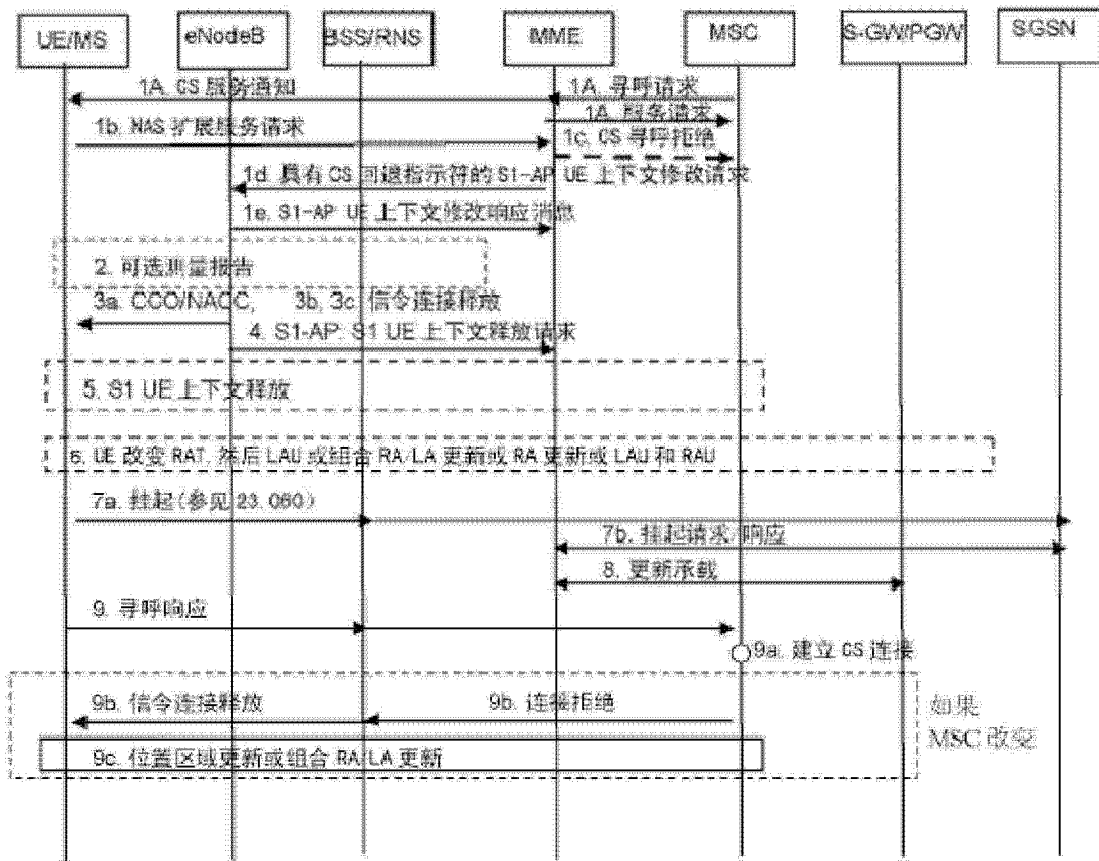 UE/MS
eNodeB
BSS/RNS
MME
MSC
S-GW/PGW
SGSN
1A. CS 服务通知
1A. 寻呼请求
1A. 服务请求
1b. NAS 扩展服务请求
1c. CS 寻呼拒绝
1d. 具有 CS 回退指示符的 S1-AP UE 上下文修改请求
1e. S1-AP UE 上下文修改响应消息
2. 可选测量报告
3a. CCO/NACC, 3b, 3c 信令连接释放
4. S1-AP: S1 UE 上下文释放请求
5. S1 UE 上下文释放
6. UE 改变 RAT, 然后 LAU 或组合 RA/LA 更新或 RA 更新或 LAU 和 RAU
7a. 挂起(参见 23.060)
7b. 挂起请求/响应
8. 更新承载
9. 寻呼响应
9a. 建立 CS 连接
9b. 信令连接释放
9b. 连接拒绝
如果
MSC 改变
9c. 位置区域更新或组合 RA/LA 更新